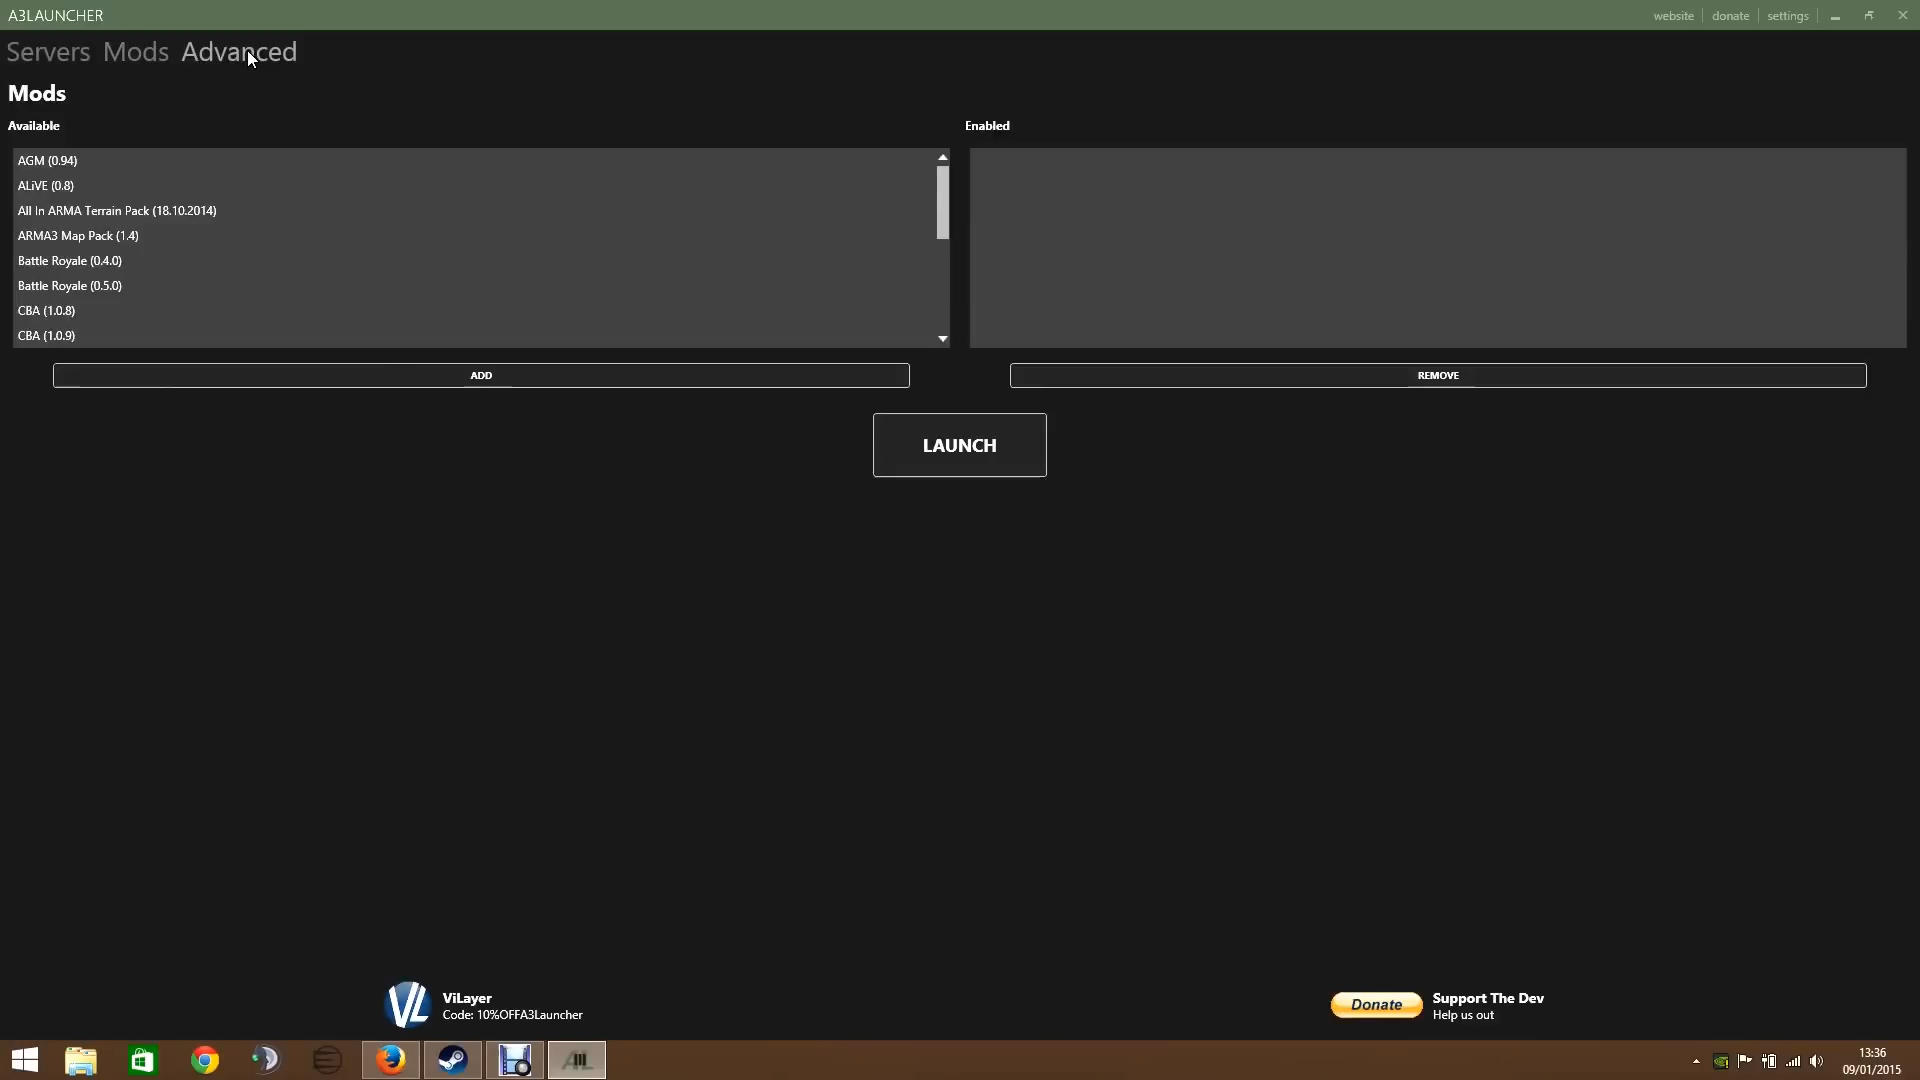 A3LAUNCHER
website donate settings
Servers Mods Advanced
Mods
Available
Enabled
AGM (0.94)
ALiVE (0.8)
All In ARMA Terrain Pack (18.10.2014)
ARMA3 Map Pack (1.4)
Battle Royale (0.4.0)
Battle Royale (0.5.0)
CBA (1.0.8)
CBA (1.0.9)
ADD
REMOVE
LAUNCH
ViLayer
Code: 10%OFFA3Launcher
Donate
Support The Dev
Help us out
13:36
09/01/2015